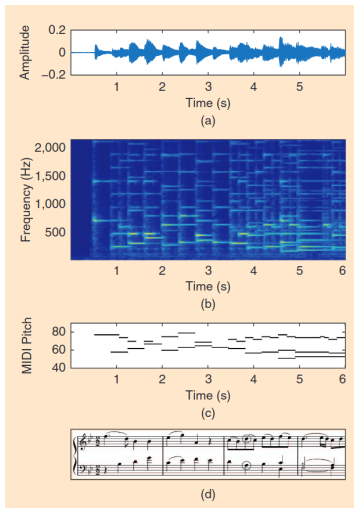 0.2
0
−0.2
Amplitude
1 2 3 4 5
Time (s)
(a)
2,000
1,500
1,000
500
Frequency (Hz)
1 2 3 4 5 6
Time (s)
(b)
80
60
40
MIDI Pitch
1 2 3 4 5 6
Time (s)
(c)
(d)